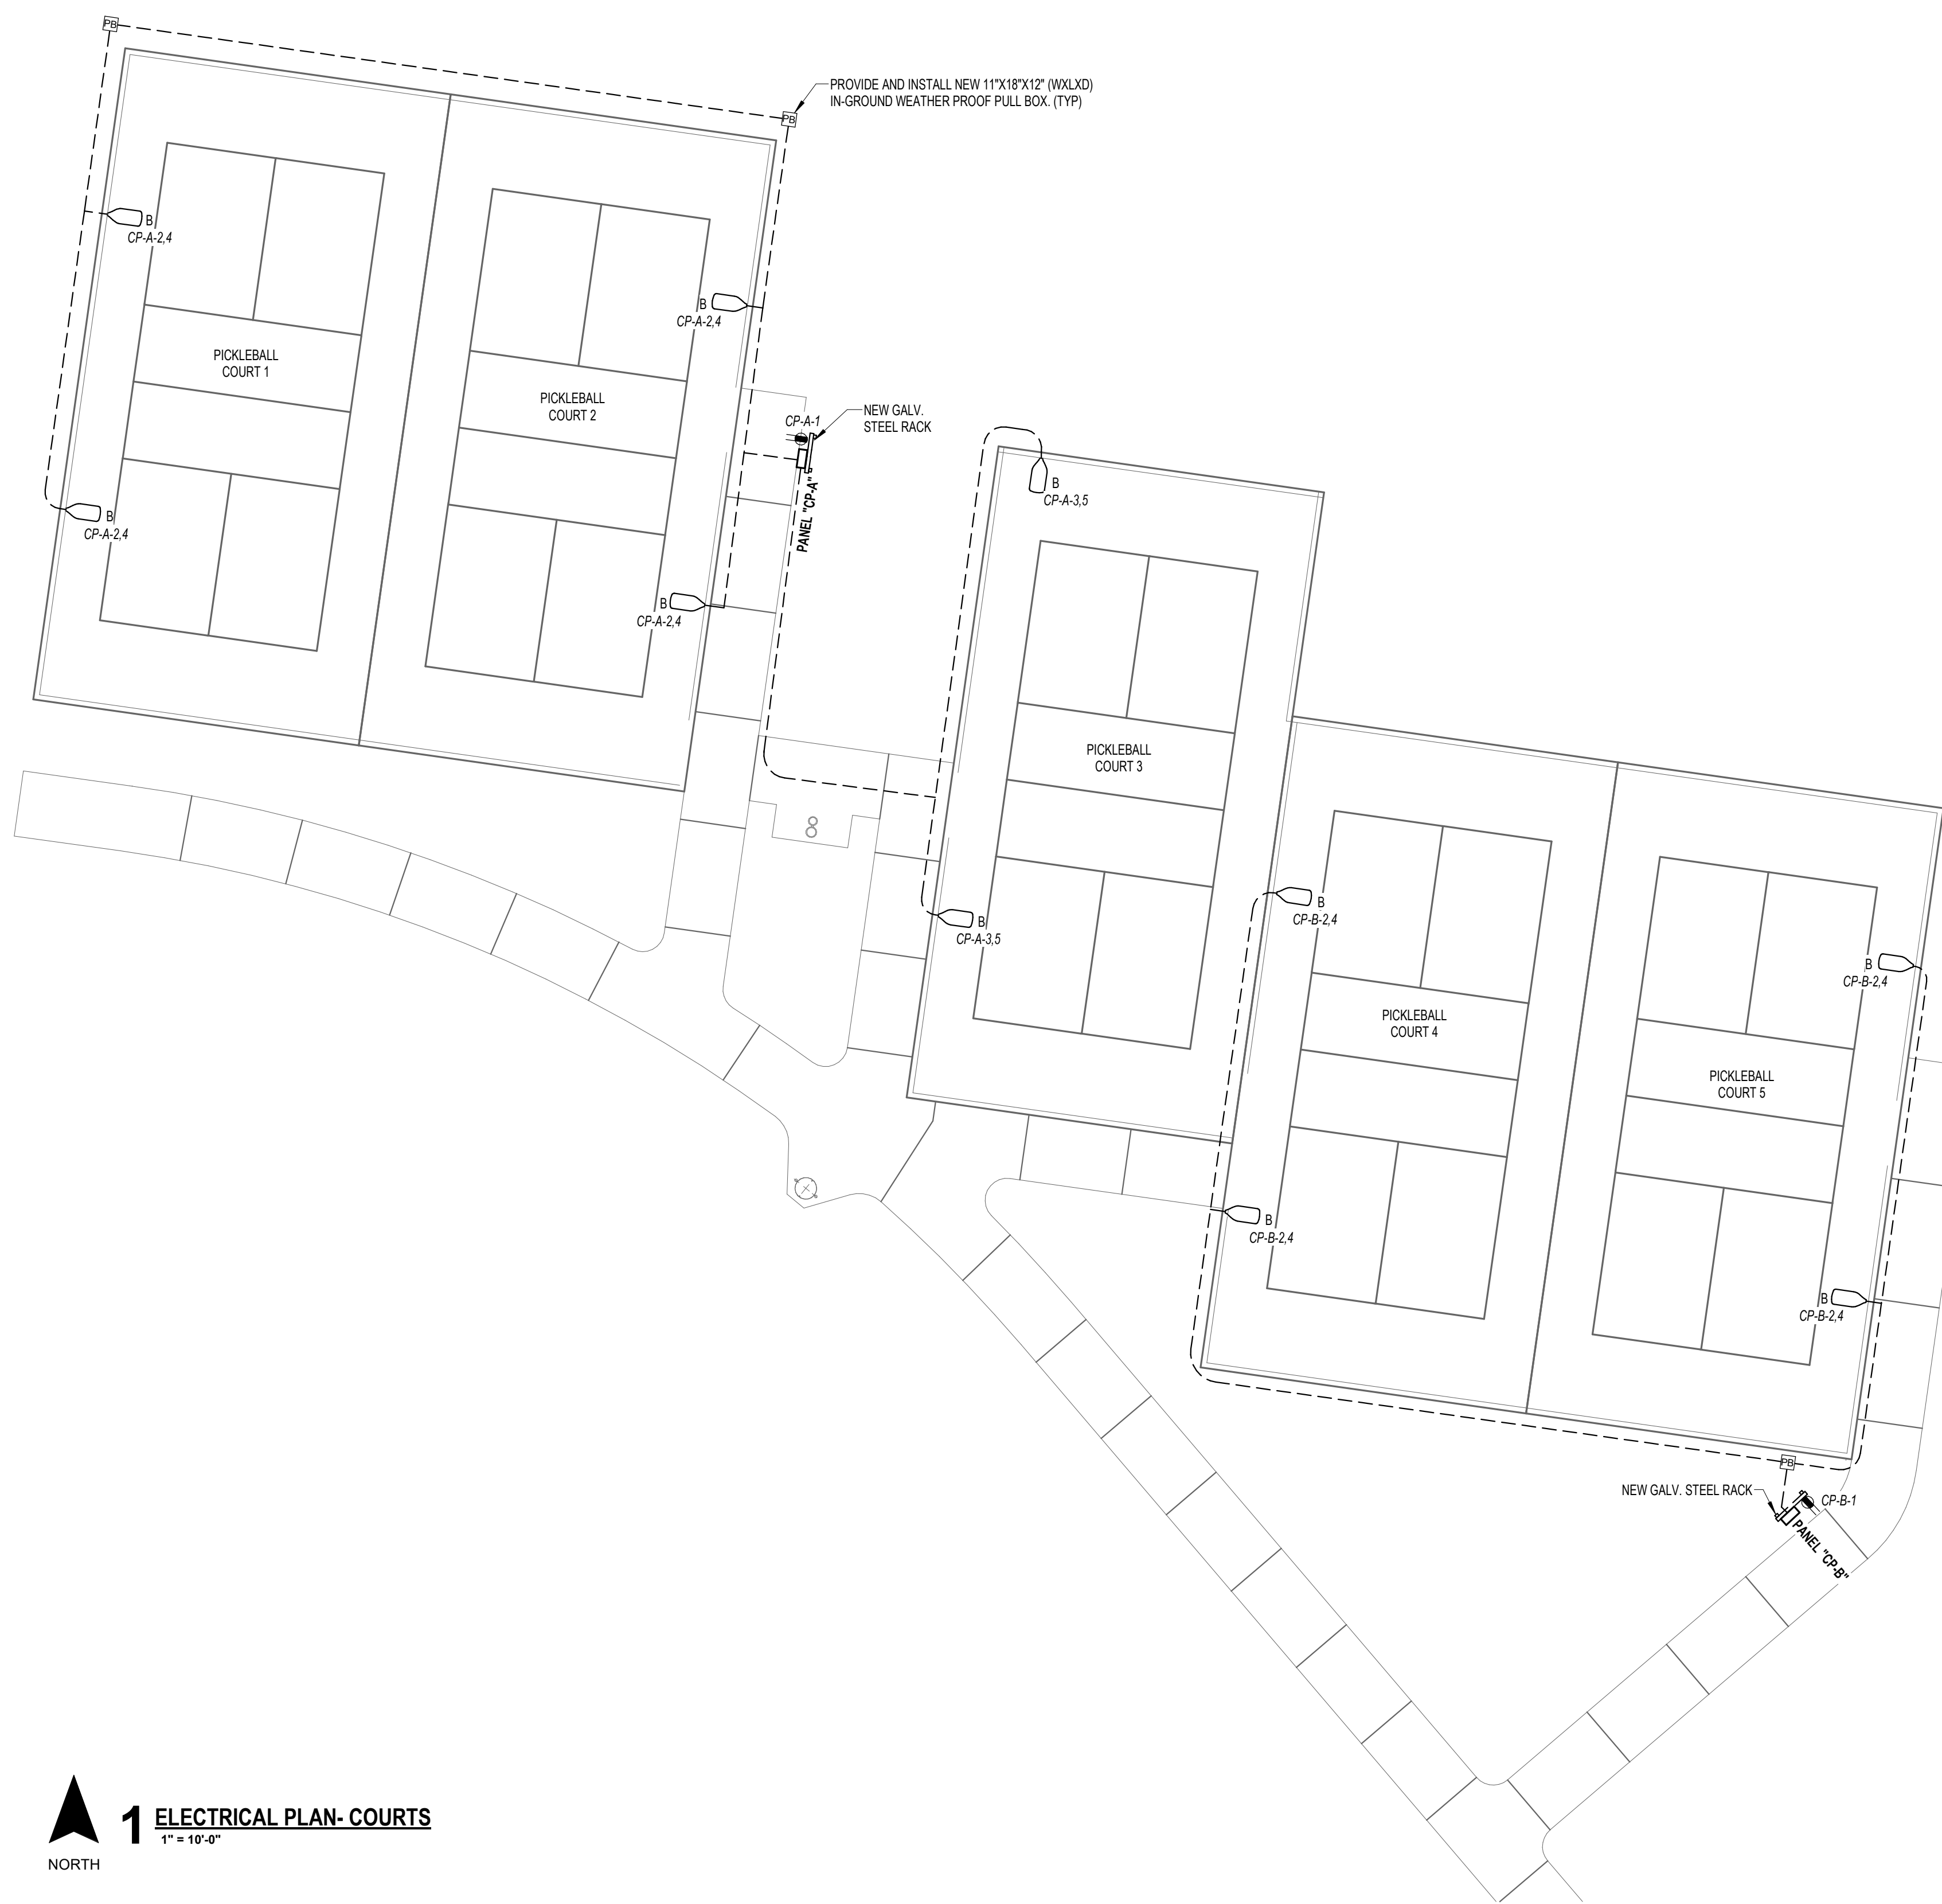 PB
PROVIDE AND INSTALL NEW 11"X18"X12" (WXLXD)
IN-GROUND WEATHER PROOF PULL BOX. (TYP)
PB
B
CP-A-2,4
B
CP-A-2,4
PICKLEBALL
COURT 1
PICKLEBALL
COURT 2
CP-A-1
NEW GALV.
STEEL RACK
PANEL "CP-A"
B
CP-A-3,5
B
CP-A-2,4
B
CP-A-2,4
PICKLEBALL
COURT 3
B
CP-A-3,5
B
CP-B-2,4
B
CP-B-2,4
PICKLEBALL
COURT 4
PICKLEBALL
COURT 5
B
CP-B-2,4
B
CP-B-2,4
PB
NEW GALV. STEEL RACK
CP-B-1
PANEL "CP-B"
1 ELECTRICAL PLAN- COURTS
1" = 10'-0"
NORTH